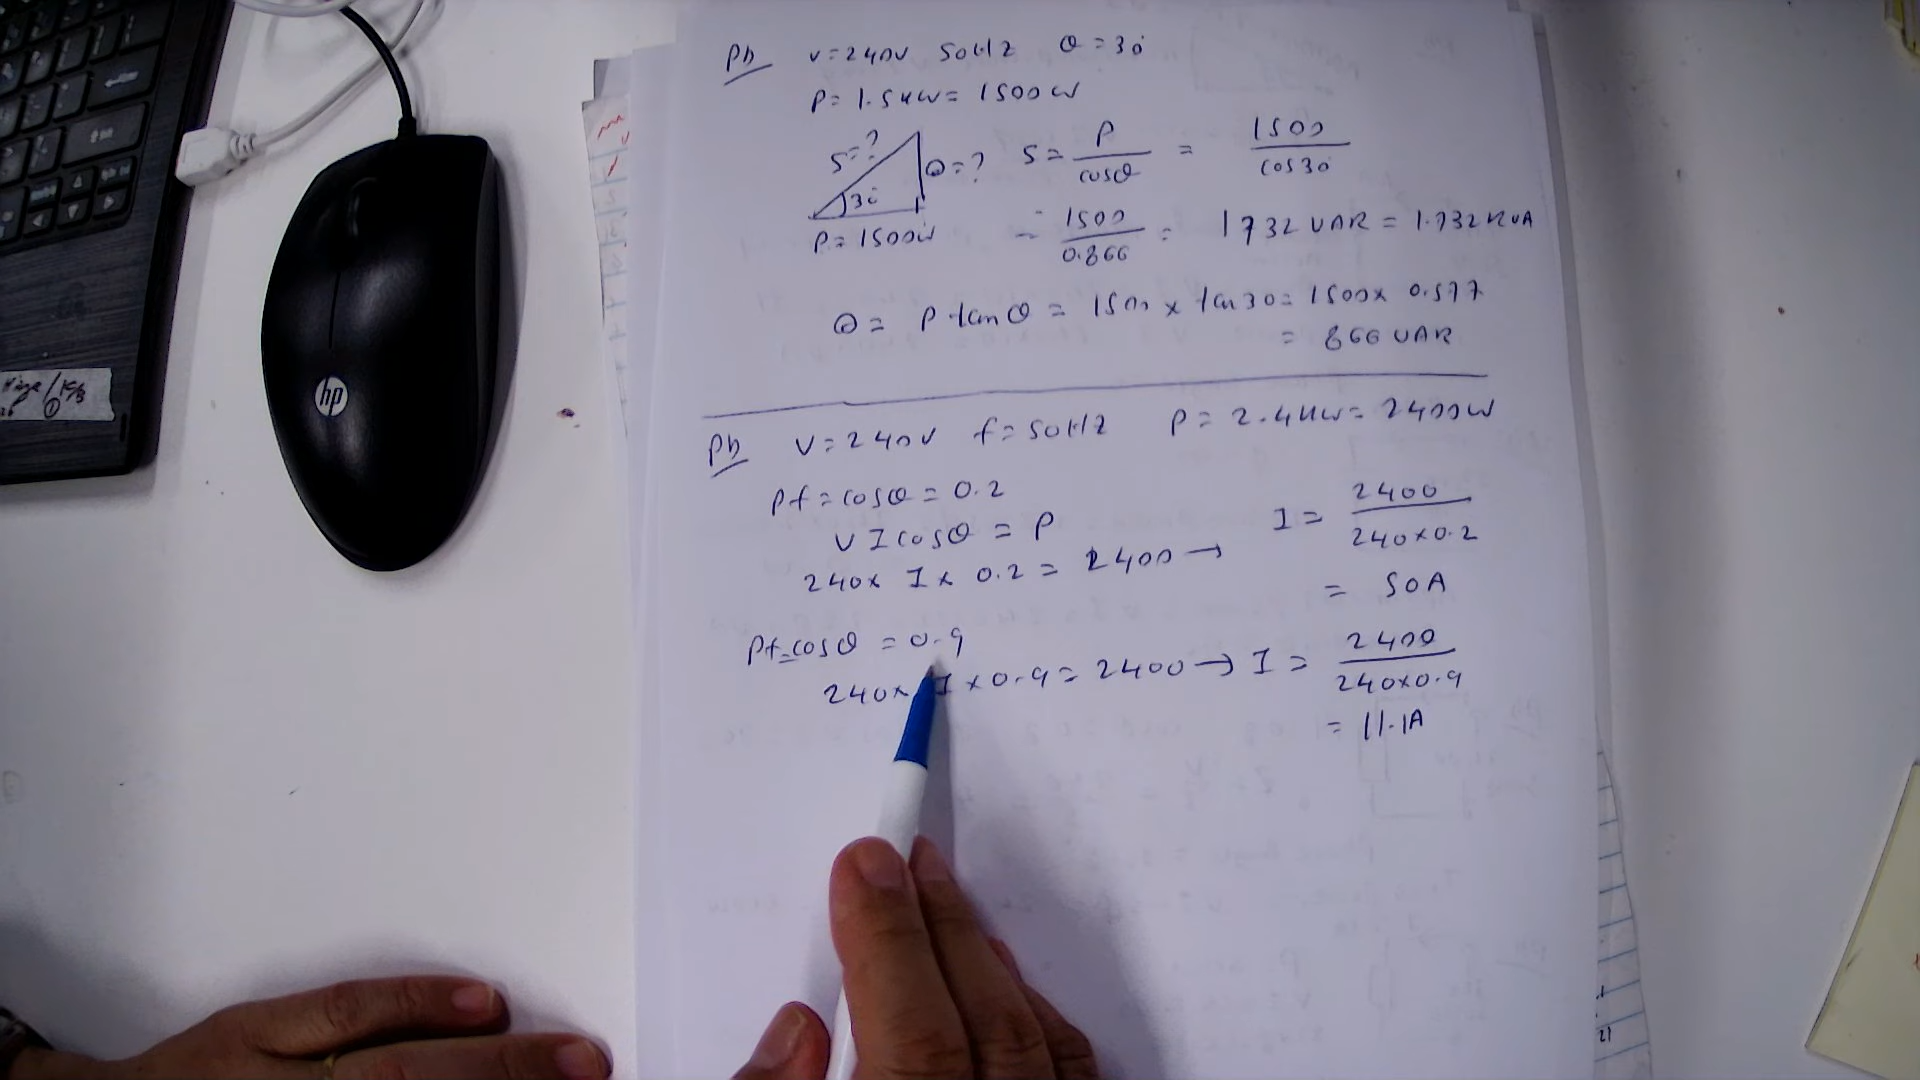 Pb V=240V 50Hz θ=30°
P=1.5KW=1500W
S=? Q=? S= P/cosθ = 1500/cos30°
30°
P=1500W = 1500/0.866 = 1732 VAR = 1.732 KVA
Q= P tanθ = 1500 x tan30= 1500x 0.577
= 866 VAR
Pb V=240V f=50Hz P=2.4KW=2400W
Pf=cosθ=0.2
VIcosθ=P I= 2400/240x0.2
240x I x 0.2= 2400→
= 50A
Pf=cosθ=0.9
240x I x0.9=2400→ I= 2400/240x0.9
= 11.1A
hp